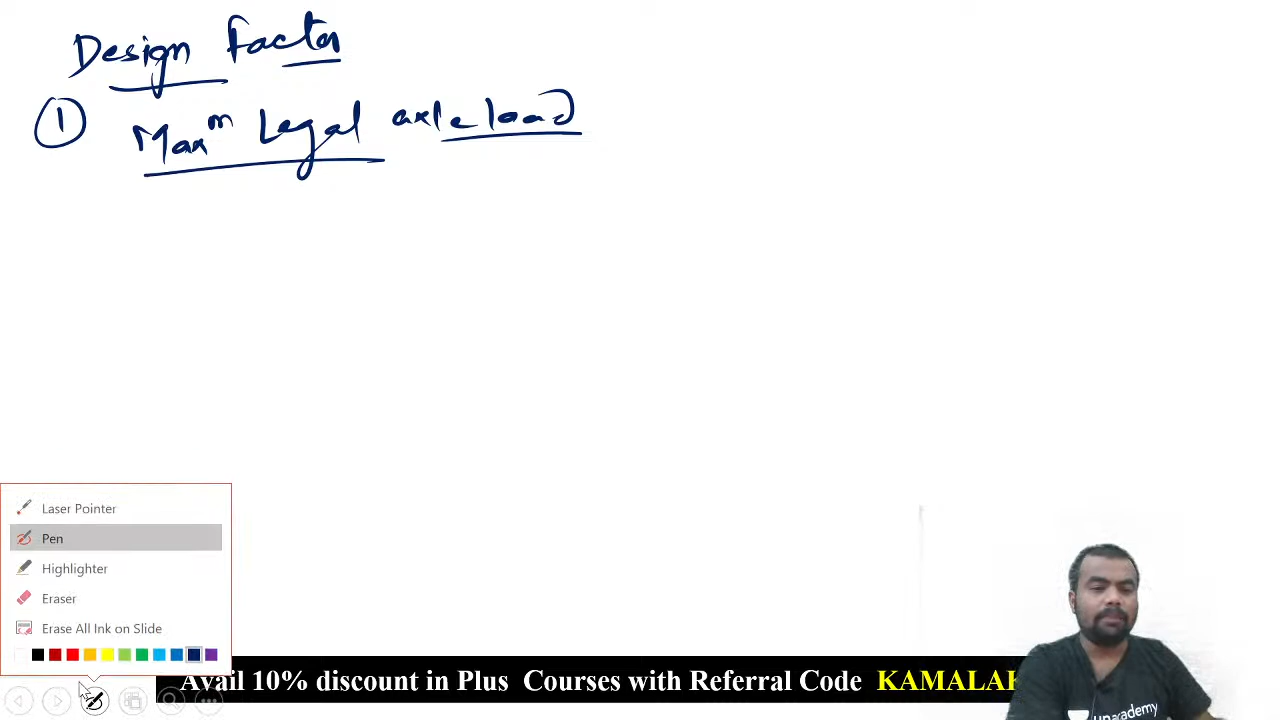 Design Factor
① Maxᵐ Legal axle load
Laser Pointer
Pen
Highlighter
Eraser
Erase All Ink on Slide
Avail 10% discount in Plus Courses with Referral Code KAMALAK
unacademy